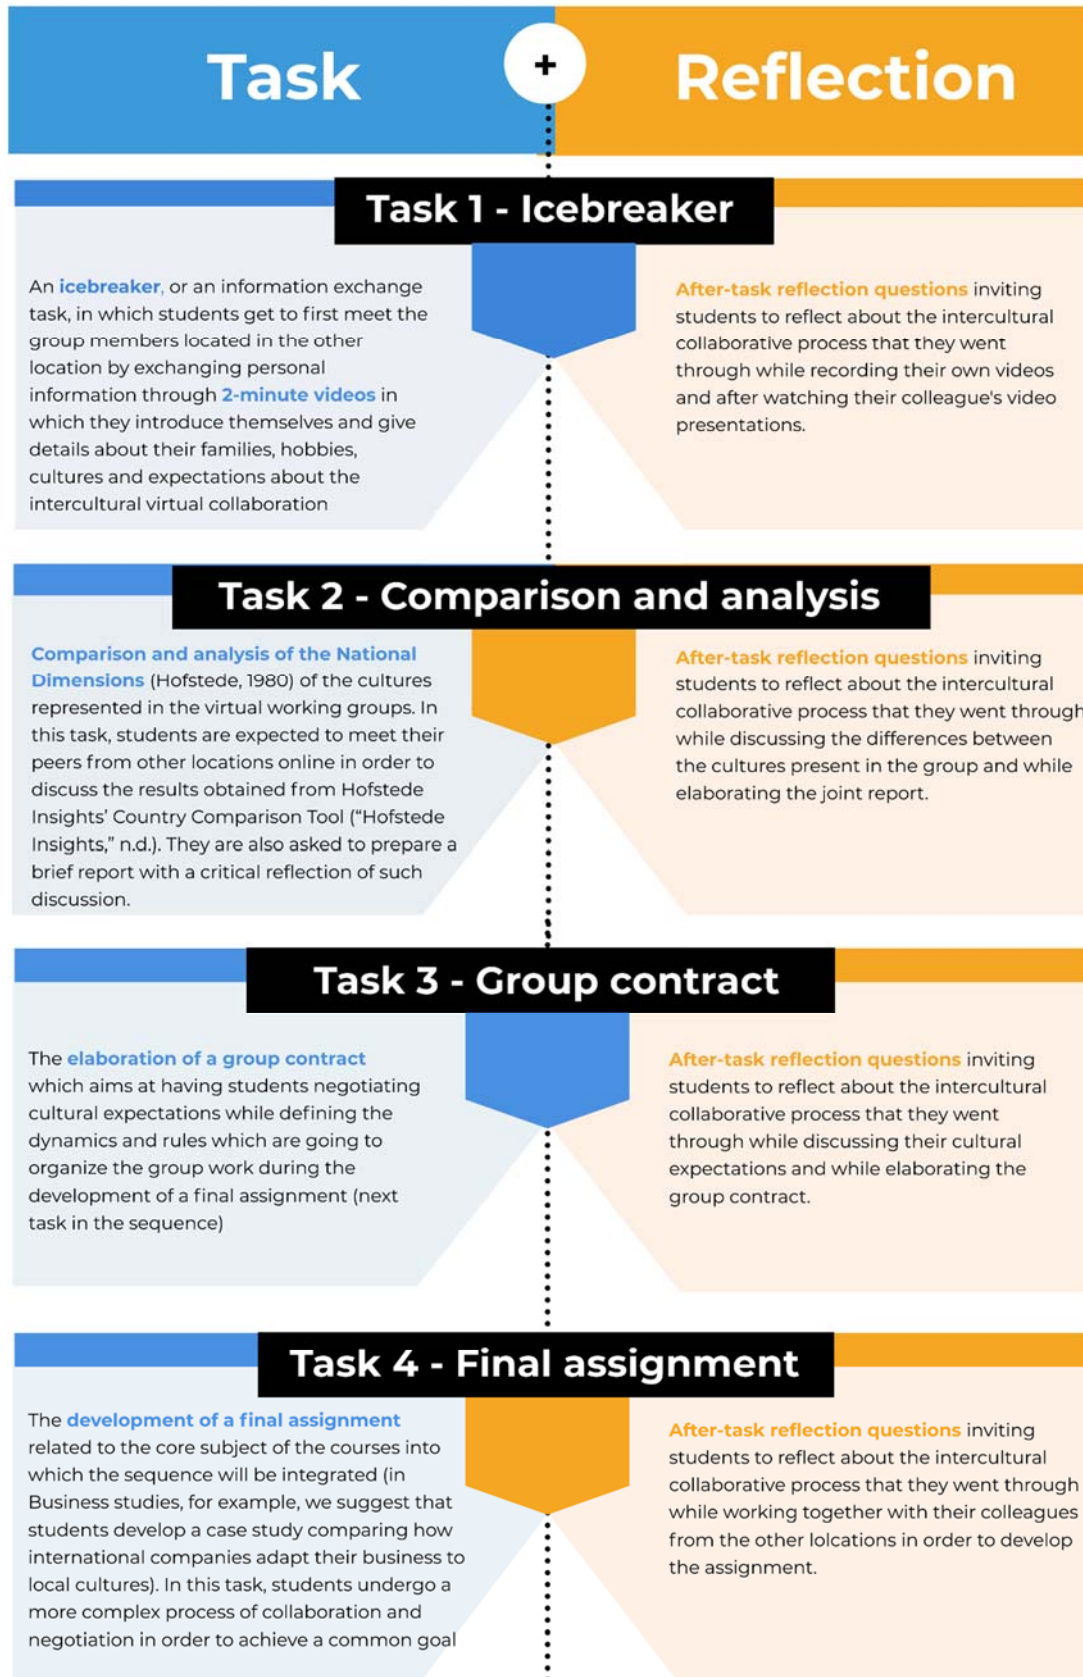 Task
+
Reflection
Task 1 - Icebreaker
An icebreaker, or an information exchange
task, in which students get to first meet the
group members located in the other
location by exchanging personal
information through 2-minute videos in
which they introduce themselves and give
details about their families, hobbies,
cultures and expectations about the
intercultural virtual collaboration
After-task reflection questions inviting
students to reflect about the intercultural
collaborative process that they went
through while recording their own videos
and after watching their colleague's video
presentations.
Task 2 - Comparison and analysis
Comparison and analysis of the National
Dimensions (Hofstede, 1980) of the cultures
represented in the virtual working groups. In
this task, students are expected to meet their
peers from other locations online in order to
discuss the results obtained from Hofstede
Insights’ Country Comparison Tool (“Hofstede
Insights,” n.d.). They are also asked to prepare a
brief report with a critical reflection of such
discussion.
After-task reflection questions inviting
students to reflect about the intercultural
collaborative process that they went through
while discussing the differences between
the cultures present in the group and while
elaborating the joint report.
Task 3 - Group contract
The elaboration of a group contract
which aims at having students negotiating
cultural expectations while defining the
dynamics and rules which are going to
organize the group work during the
development of a final assignment (next
task in the sequence)
After-task reflection questions inviting
students to reflect about the intercultural
collaborative process that they went
through while discussing their cultural
expectations and while elaborating the
group contract.
Task 4 - Final assignment
The development of a final assignment
related to the core subject of the courses into
which the sequence will be integrated (in
Business studies, for example, we suggest that
students develop a case study comparing how
international companies adapt their business to
local cultures). In this task, students undergo a
more complex process of collaboration and
negotiation in order to achieve a common goal
After-task reflection questions inviting
students to reflect about the intercultural
collaborative process that they went through
while working together with their colleagues
from the other lolcations in order to develop
the assignment.